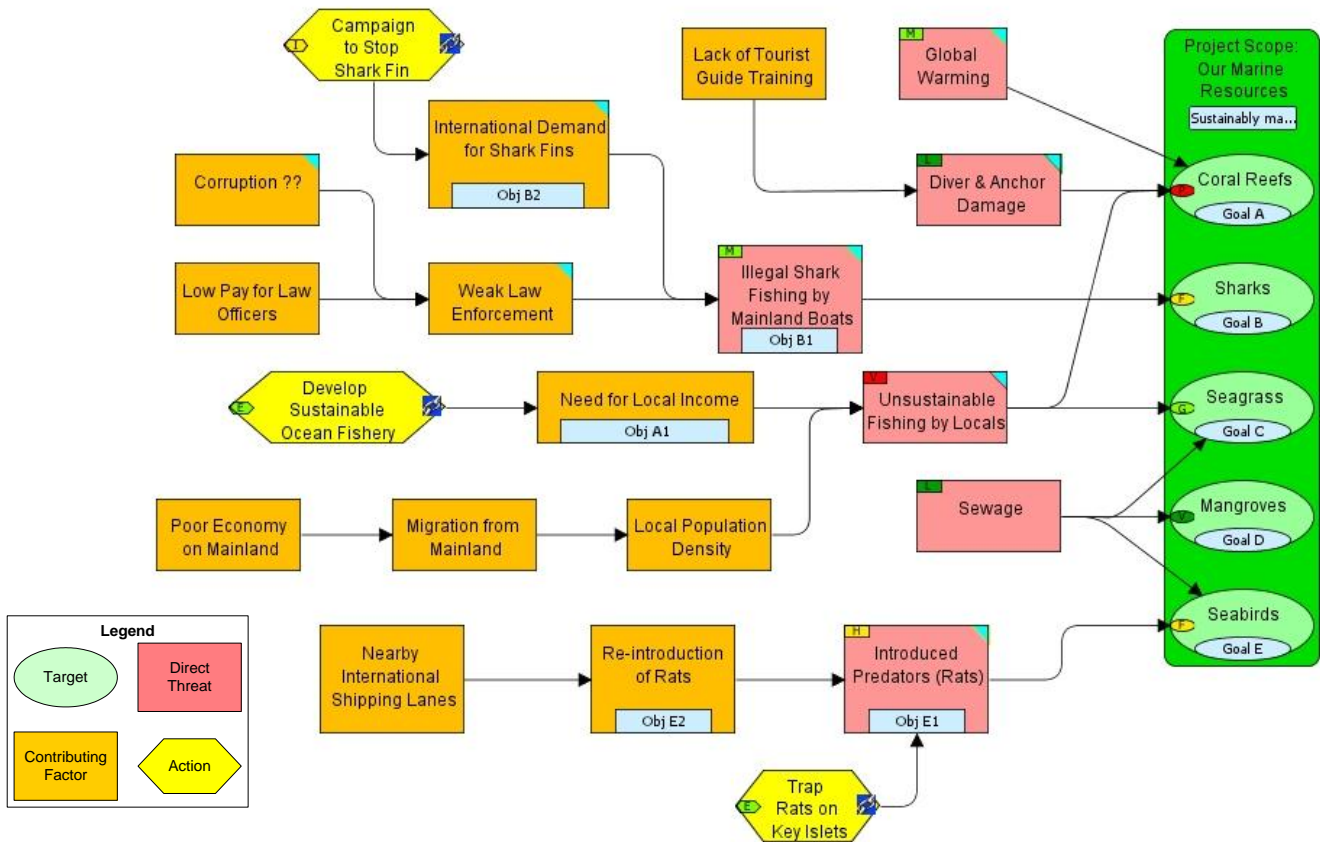 Campaign
to Stop
Shark Fin
I
Lack of Tourist
Guide Training
M
Global
Warming
Project Scope:
Our Marine
Resources
Sustainably ma...
International Demand
for Shark Fins
Obj B2
Corruption ??
L
Diver & Anchor
Damage
Coral Reefs
Goal A
Low Pay for Law
Officers
Weak Law
Enforcement
M
Illegal Shark
Fishing by
Mainland Boats
Obj B1
Sharks
F
Goal B
Develop
Sustainable
Ocean Fishery
E
Need for Local Income
Obj A1
V
Unsustainable
Fishing by Locals
Seagrass
G
Goal C
Poor Economy
on Mainland
Migration from
Mainland
Local Population
Density
L
Sewage
Mangroves
V
Goal D
Nearby
International
Shipping Lanes
Re-introduction
of Rats
Obj E2
H
Introduced
Predators (Rats)
Obj E1
Seabirds
F
Goal E
Trap
Rats on
Key Islets
E
Legend
Target
Direct
Threat
Contributing
Factor
Action